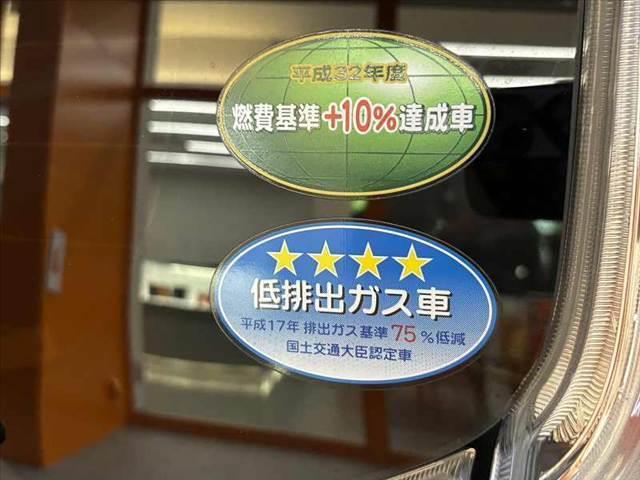 平成32年度
燃費基準+10%達成車
低排出ガス車
平成17年 排出ガス基準75%低減
国土交通大臣認定車